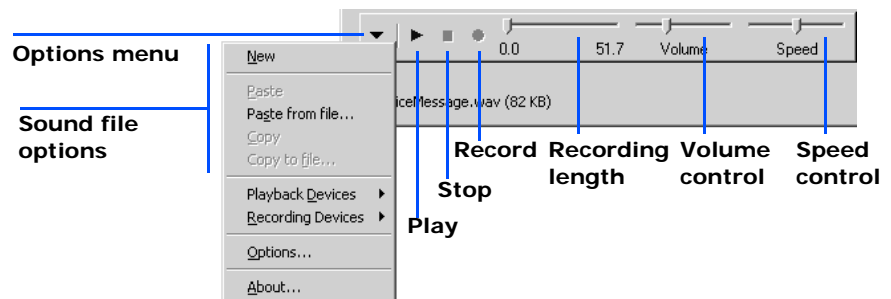 0.0 51.7 Volume Speed
Options menu
New
Paste
Paste from file...
Copy
Copy to file...
Playback Devices
Recording Devices
Options...
About...
Sound file
options
iceMessage.wav (82 KB)
Record
Recording
length
Volume
control
Speed
control
Stop
Play